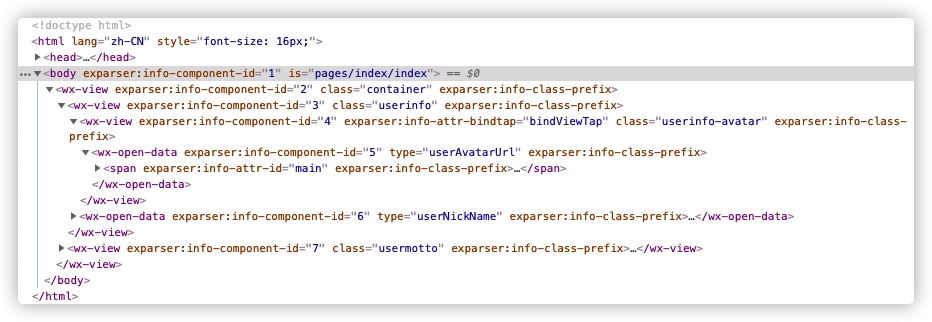 <!doctype html>
<html lang="zh-CN" style="font-size: 16px;">
<head>…</head>
<body exparser:info-component-id="1" is="pages/index/index"> == $0
<wx-view exparser:info-component-id="2" class="container" exparser:info-class-prefix>
<wx-view exparser:info-component-id="3" class="userinfo" exparser:info-class-prefix>
<wx-view exparser:info-component-id="4" exparser:info-attr-bindtap="bindViewTap" class="userinfo-avatar" exparser:info-class-
prefix>
<wx-open-data exparser:info-component-id="5" type="userAvatarUrl" exparser:info-class-prefix>
<span exparser:info-attr-id="main" exparser:info-class-prefix>…</span>
</wx-open-data>
</wx-view>
<wx-open-data exparser:info-component-id="6" type="userNickName" exparser:info-class-prefix>…</wx-open-data>
</wx-view>
<wx-view exparser:info-component-id="7" class="usermotto" exparser:info-class-prefix>…</wx-view>
</wx-view>
</body>
</html>